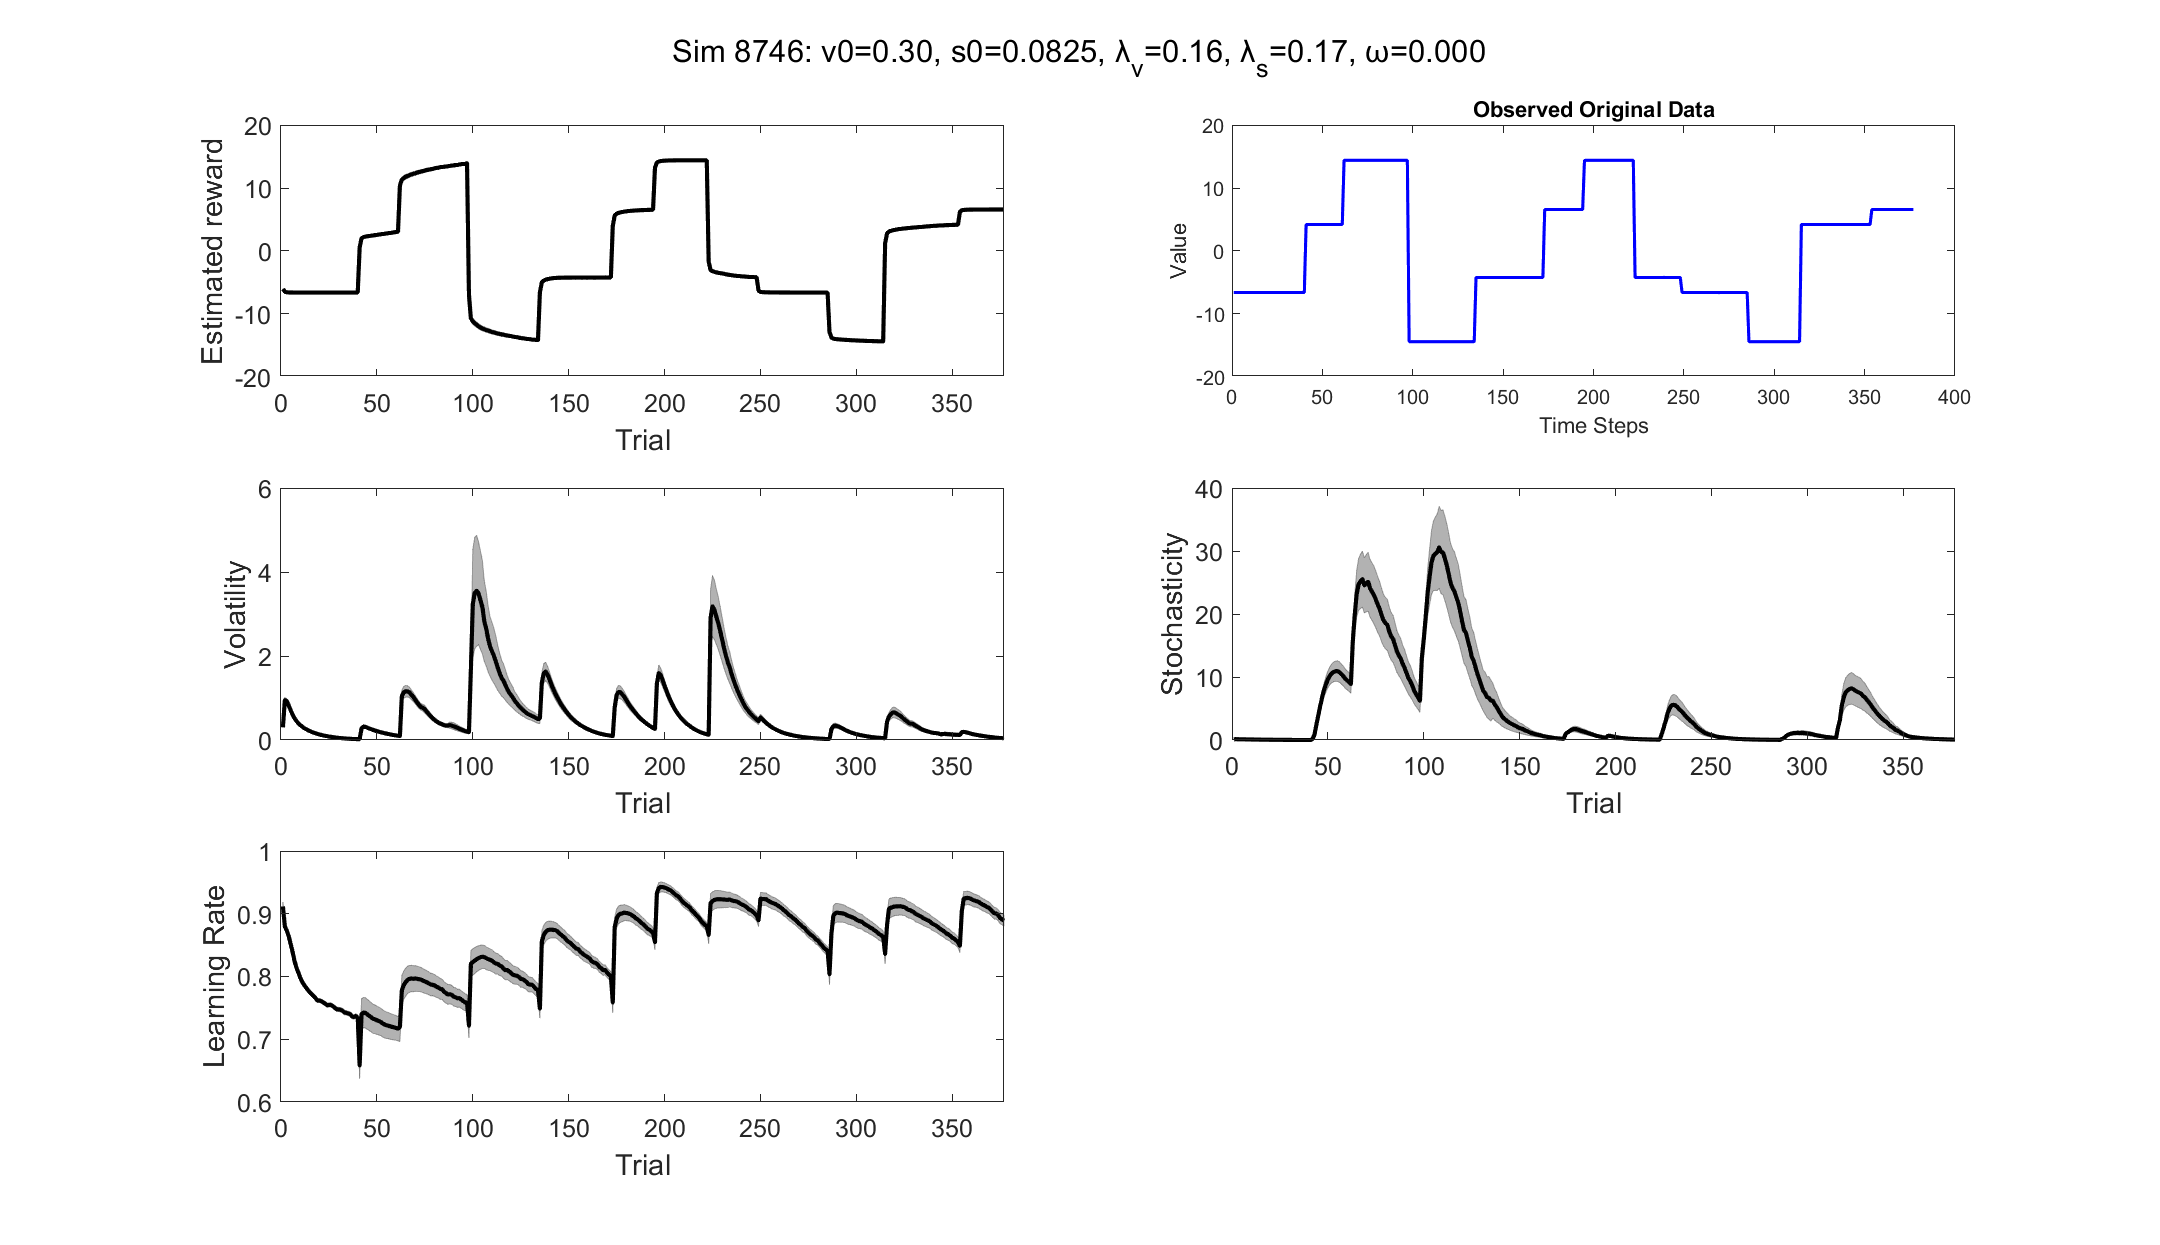 Sim 8746: v0=0.30, s0=0.0825, λ_v=0.16, λ_s=0.17, ω=0.000
Estimated reward
20
10
0
-10
-20
0 50 100 150 200 250 300 350
Trial
Observed Original Data
Value
20
10
0
-10
-20
0 50 100 150 200 250 300 350 400
Time Steps
Volatility
6
4
2
0
0 50 100 150 200 250 300 350
Trial
Stochasticity
40
30
20
10
0
0 50 100 150 200 250 300 350
Trial
Learning Rate
1
0.9
0.8
0.7
0.6
0 50 100 150 200 250 300 350
Trial